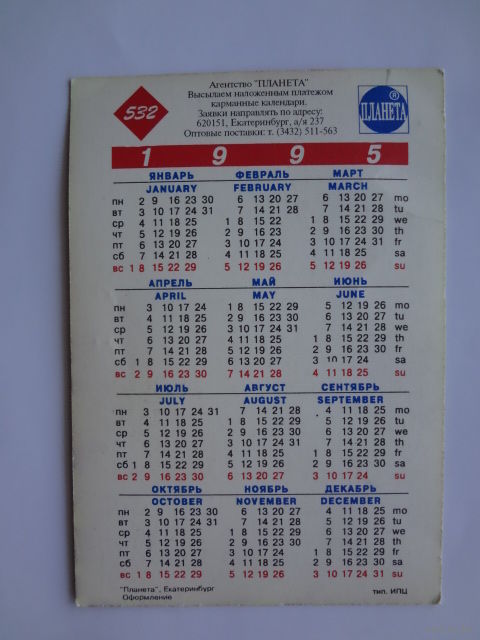 532
Агентство "ПЛАНЕТА"
Высылаем наложенным платежом
карманные календари.
Заявки направлять по адресу:
620151, Екатеринбург, а/я 237
Оптовые поставки: т. (3432) 511-563
® ПЛАНЕТА
1 9 9 5
ЯНВАРЬ ФЕВРАЛЬ МАРТ
JANUARY FEBRUARY MARCH
пн 2 9 16 23 30 6 13 20 27 6 13 20 27 mo
вт 3 10 17 24 31 7 14 21 28 7 14 21 28 tu
ср 4 11 18 25 1 8 15 22 1 8 15 22 29 we
чт 5 12 19 26 2 9 16 23 2 9 16 23 30 th
пт 6 13 20 27 3 10 17 24 3 10 17 24 31 fr
сб 7 14 21 28 4 11 18 25 4 11 18 25 sa
вс 1 8 15 22 29 5 12 19 26 5 12 19 26 su
АПРЕЛЬ МАЙ ИЮНЬ
APRIL MAY JUNE
пн 3 10 17 24 1 8 15 22 29 5 12 19 26 mo
вт 4 11 18 25 2 9 16 23 30 6 13 20 27 tu
ср 5 12 19 26 3 10 17 24 31 7 14 21 28 we
чт 6 13 20 27 4 11 18 25 1 8 15 22 29 th
пт 7 14 21 28 5 12 19 26 2 9 16 23 30 fr
сб 1 8 15 22 29 6 13 20 27 3 10 17 24 sa
вс 2 9 16 23 30 7 14 21 28 4 11 18 25 su
ИЮЛЬ АВГУСТ СЕНТЯБРЬ
JULY AUGUST SEPTEMBER
пн 3 10 17 24 31 7 14 21 28 4 11 18 25 mo
вт 4 11 18 25 1 8 15 22 29 5 12 19 26 tu
ср 5 12 19 26 2 9 16 23 30 6 13 20 27 we
чт 6 13 20 27 3 10 17 24 31 7 14 21 28 th
пт 7 14 21 28 4 11 18 25 1 8 15 22 29 fr
сб 1 8 15 22 29 5 12 19 26 2 9 16 23 30 sa
вс 2 9 16 23 30 6 13 20 27 3 10 17 24 su
ОКТЯБРЬ НОЯБРЬ ДЕКАБРЬ
OCTOBER NOVEMBER DECEMBER
пн 2 9 16 23 30 6 13 20 27 4 11 18 25 mo
вт 3 10 17 24 31 7 14 21 28 5 12 19 26 tu
ср 4 11 18 25 1 8 15 22 29 6 13 20 27 we
чт 5 12 19 26 2 9 16 23 30 7 14 21 28 th
пт 6 13 20 27 3 10 17 24 1 8 15 22 29 fr
сб 7 14 21 28 4 11 18 25 2 9 16 23 30 sa
вс 1 8 15 22 29 5 12 19 26 3 10 17 24 31 su
"Планета", Екатеринбург
Оформление тип. ИПЦ